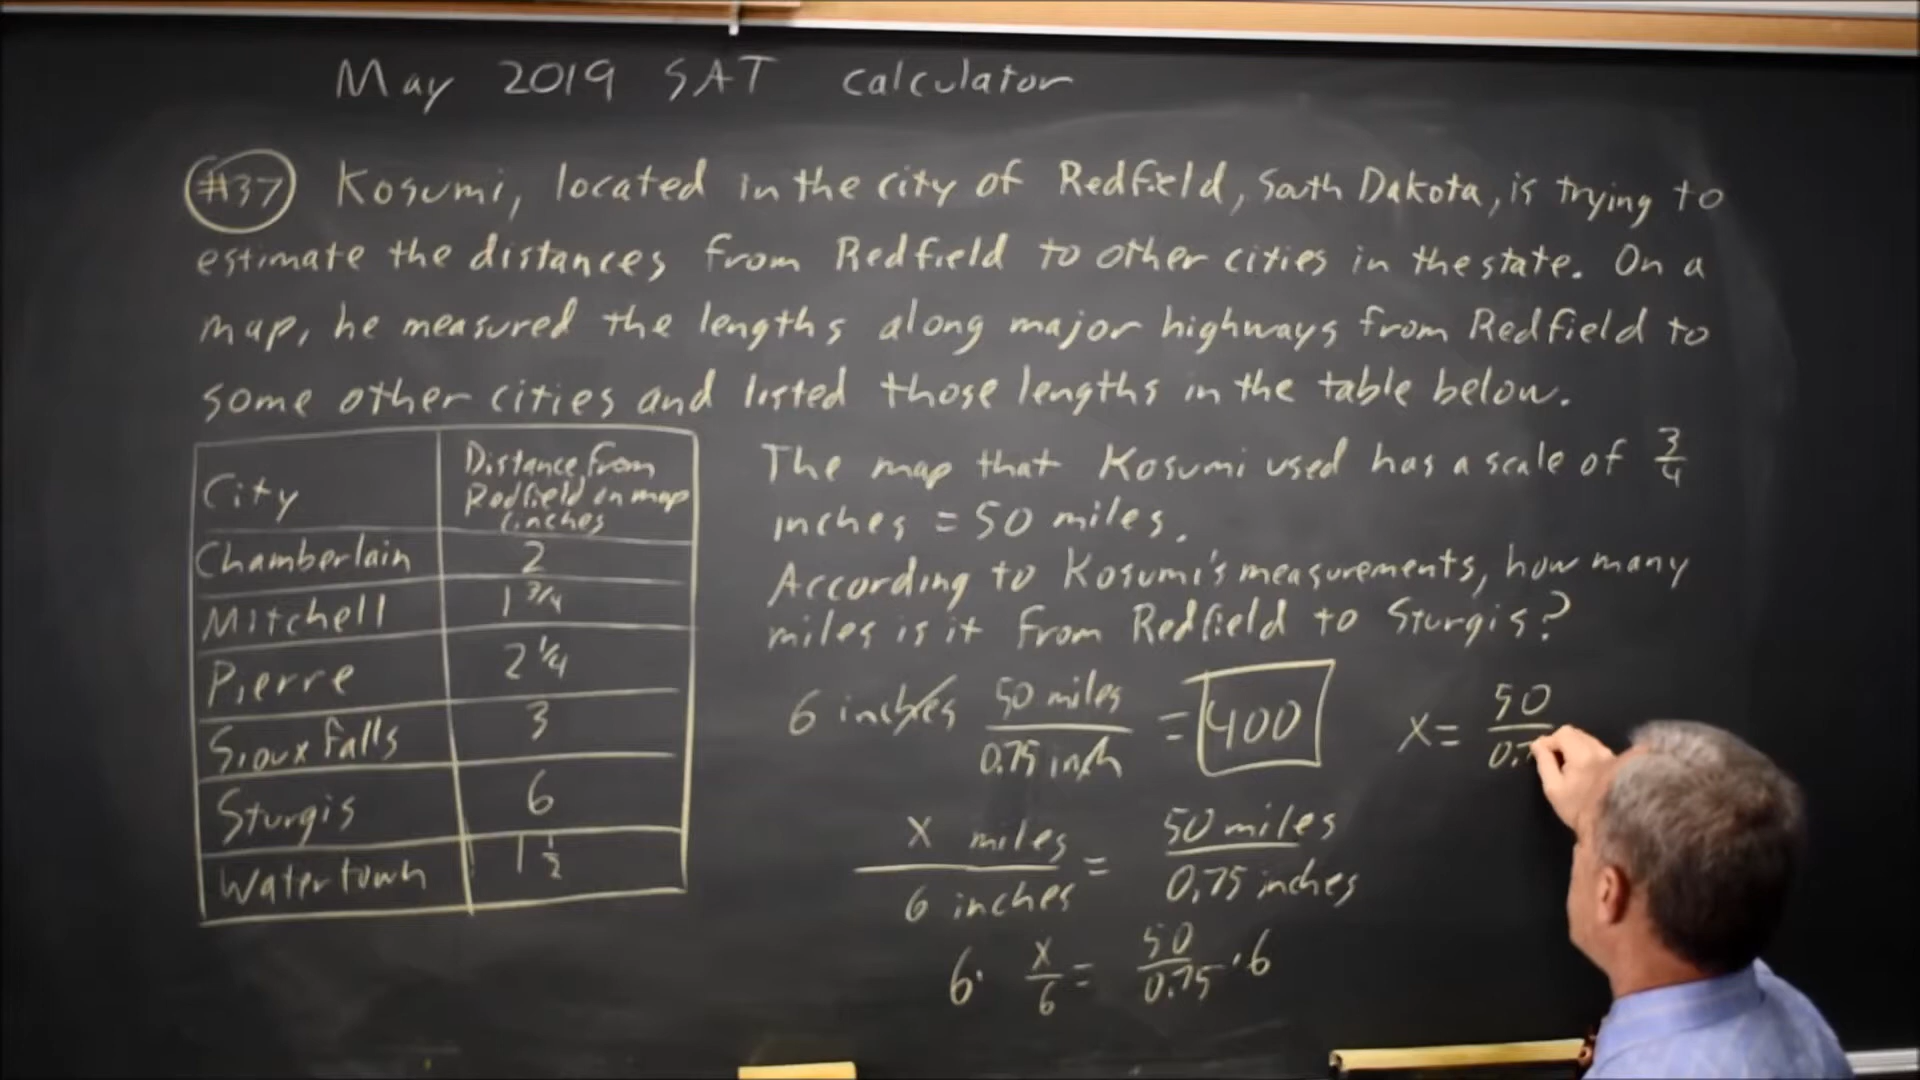 May 2019 SAT calculator
#37 Kosumi, located in the city of Redfield, South Dakota, is trying to
estimate the distances from Redfield to other cities in the state. On a
map, he measured the lengths along major highways from Redfield to
some other cities and listed those lengths in the table below.
City
Distance from
Redfield on map
(inches
Chamberlain 2
Mitchell 1 3/4
Pierre 2 1/4
Sioux falls 3
Sturgis 6
Watertown 1 1/2
The map that Kosumi used has a scale of 3/4
inches = 50 miles.
According to Kosumi's measurements, how many
miles is it from Redfield to Sturgis?
6 inches 50 miles / 0.75 inch = 400
x miles / 6 inches = 50 miles / 0.75 inches
6 · x/6 = 50/0.75 · 6
x = 50 / 0.